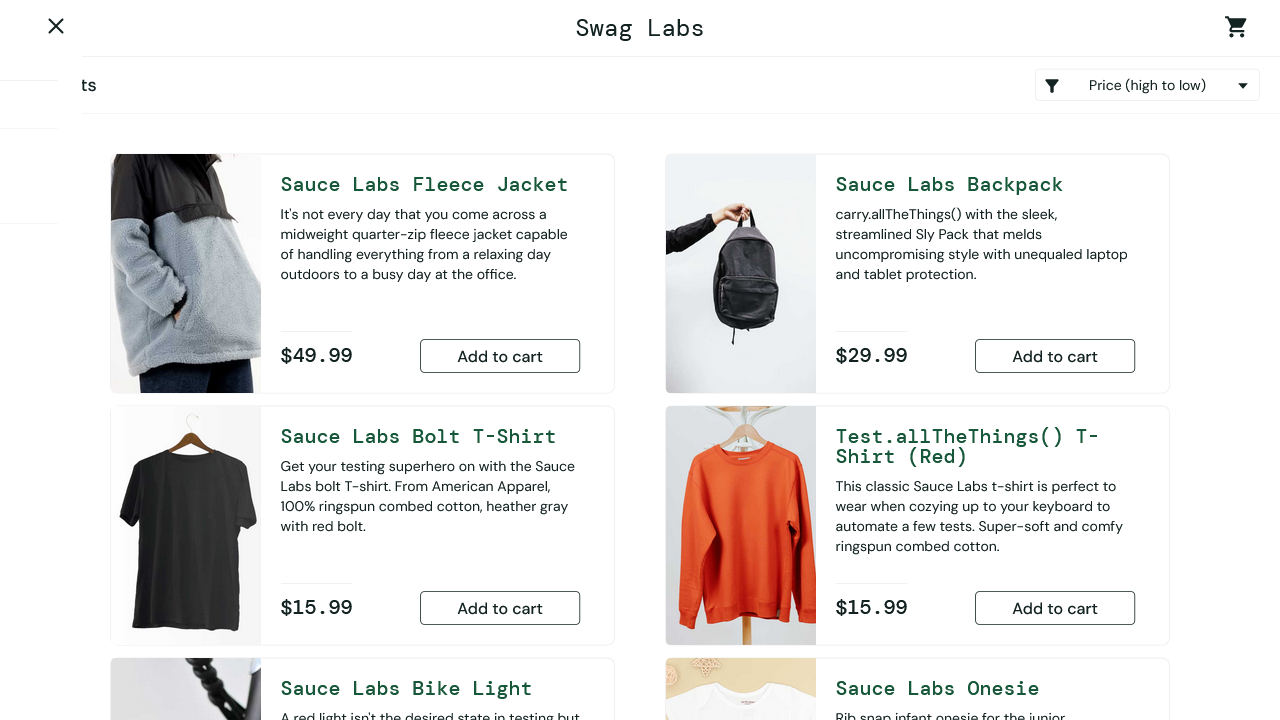 Swag Labs
ts
Price (high to low)
Sauce Labs Fleece Jacket
It's not every day that you come across a
midweight quarter-zip fleece jacket capable
of handling everything from a relaxing day
outdoors to a busy day at the office.
$49.99
Add to cart
Sauce Labs Backpack
carry.allTheThings() with the sleek,
streamlined Sly Pack that melds
uncompromising style with unequaled laptop
and tablet protection.
$29.99
Add to cart
Sauce Labs Bolt T-Shirt
Get your testing superhero on with the Sauce
Labs bolt T-shirt. From American Apparel,
100% ringspun combed cotton, heather gray
with red bolt.
$15.99
Add to cart
Test.allTheThings() T-
Shirt (Red)
This classic Sauce Labs t-shirt is perfect to
wear when cozying up to your keyboard to
automate a few tests. Super-soft and comfy
ringspun combed cotton.
$15.99
Add to cart
Sauce Labs Bike Light
A red light isn't the desired state in testing but
Sauce Labs Onesie
Rib snap infant onesie for the junior